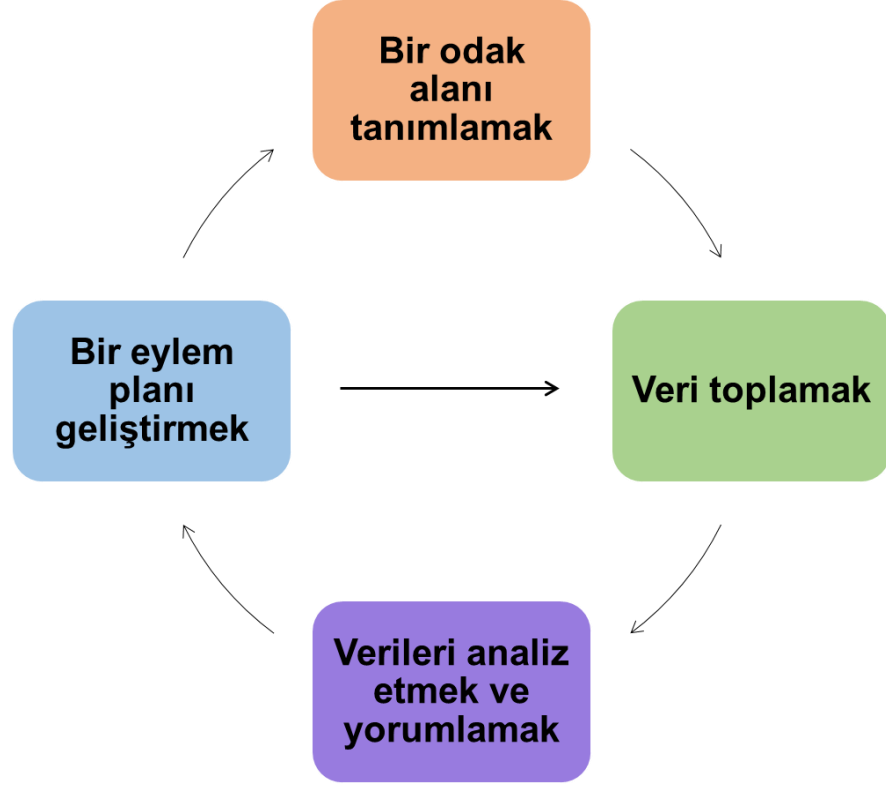 Bir odak
alanı
tanımlamak
Bir eylem
planı
geliştirmek
Veri toplamak
Verileri analiz
etmek ve
yorumlamak